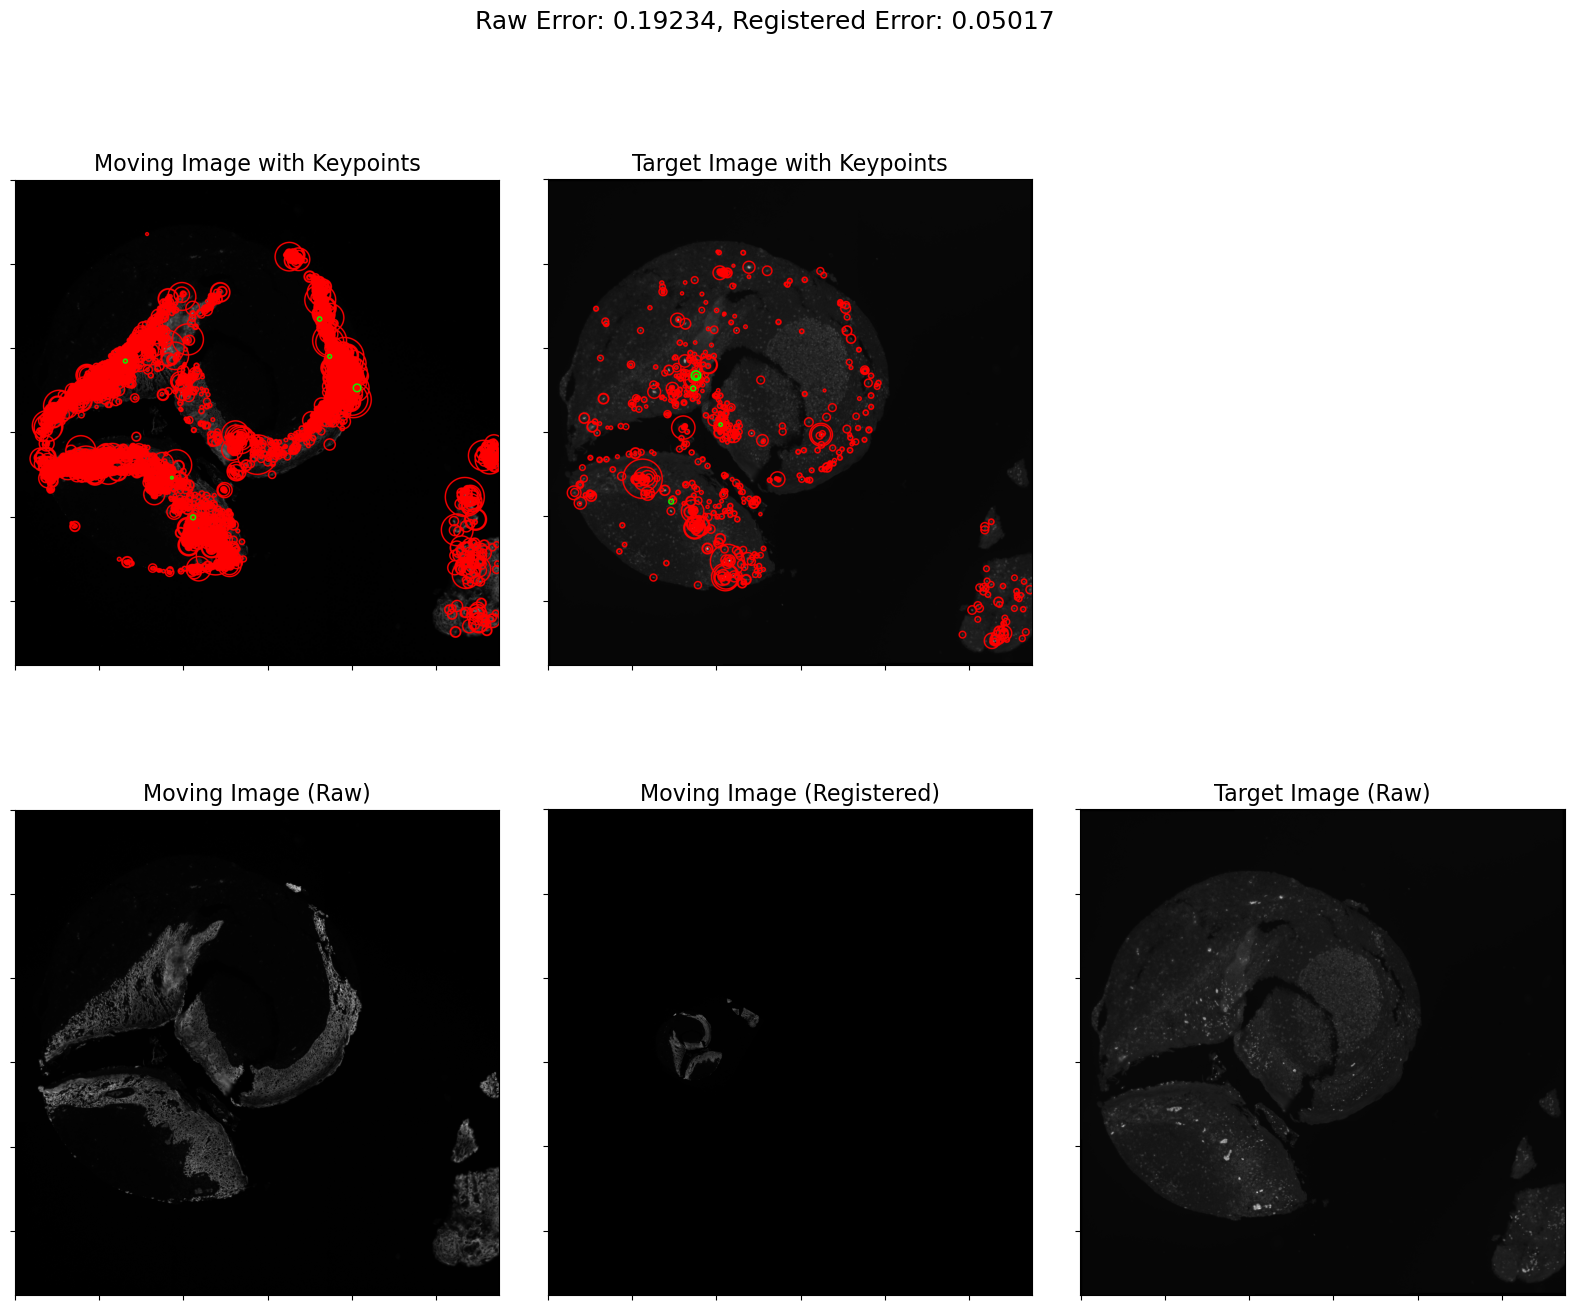 Raw Error: 0.19234, Registered Error: 0.05017
Moving Image with Keypoints
Target Image with Keypoints
Moving Image (Raw)
Moving Image (Registered)
Target Image (Raw)